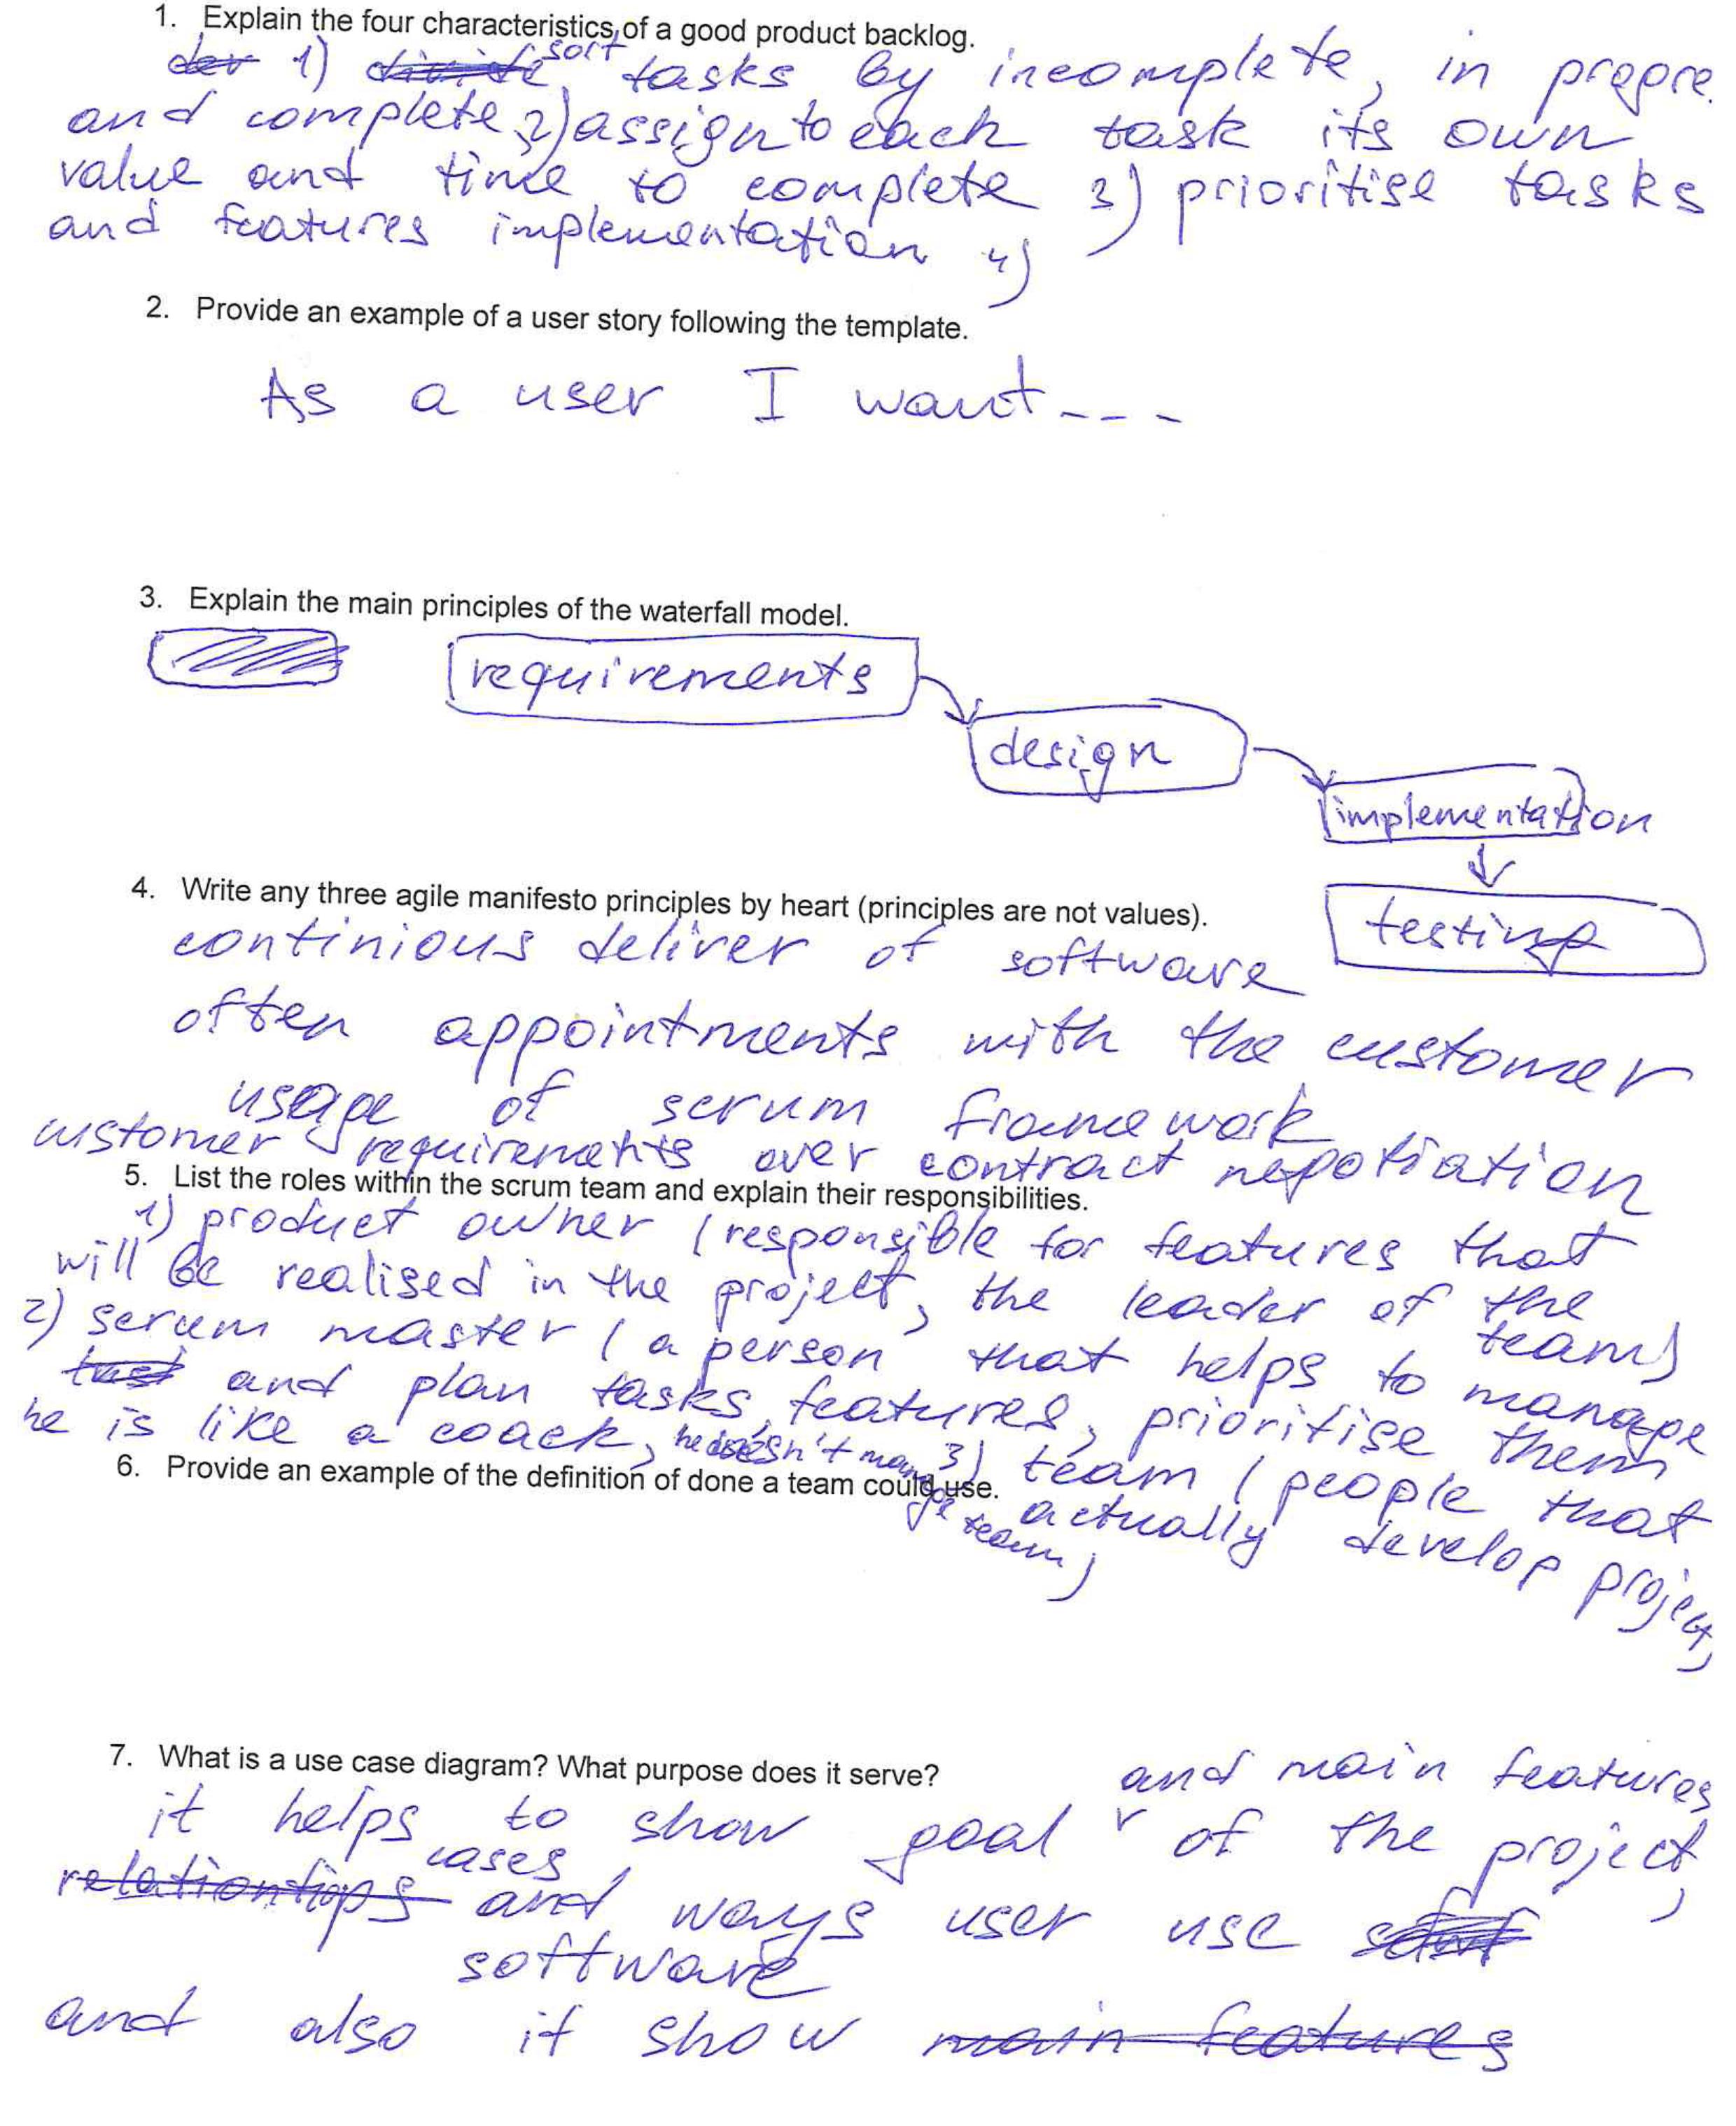 1. Explain the four characteristics of a good product backlog.
1) sort tasks by incomplete, in progre
and complete 2) assign to each task its own
value and time to complete 3) prioritise tasks
and features implementation 4)
2. Provide an example of a user story following the template.
As a user I want---
3. Explain the main principles of the waterfall model.
requirements
design
implementation
testing
4. Write any three agile manifesto principles by heart (principles are not values).
continious deliver of software
often appointments with the customer
usage of scrum framework
customer requirements over contract negotiation
5. List the roles within the scrum team and explain their responsibilities.
1) product owner (responsible for features that
will be realised in the project, the leader of the
team)
2) scrum master (a person that helps to manage
and plan tasks, features, prioritise them
he is like a coach, he doesn't manage team)
3) team (people that
actually develop project)
6. Provide an example of the definition of done a team could use.
7. What is a use case diagram? What purpose does it serve?
it helps to show goal and main features of the project,
relationships cases and ways user use
software
and also it show main features